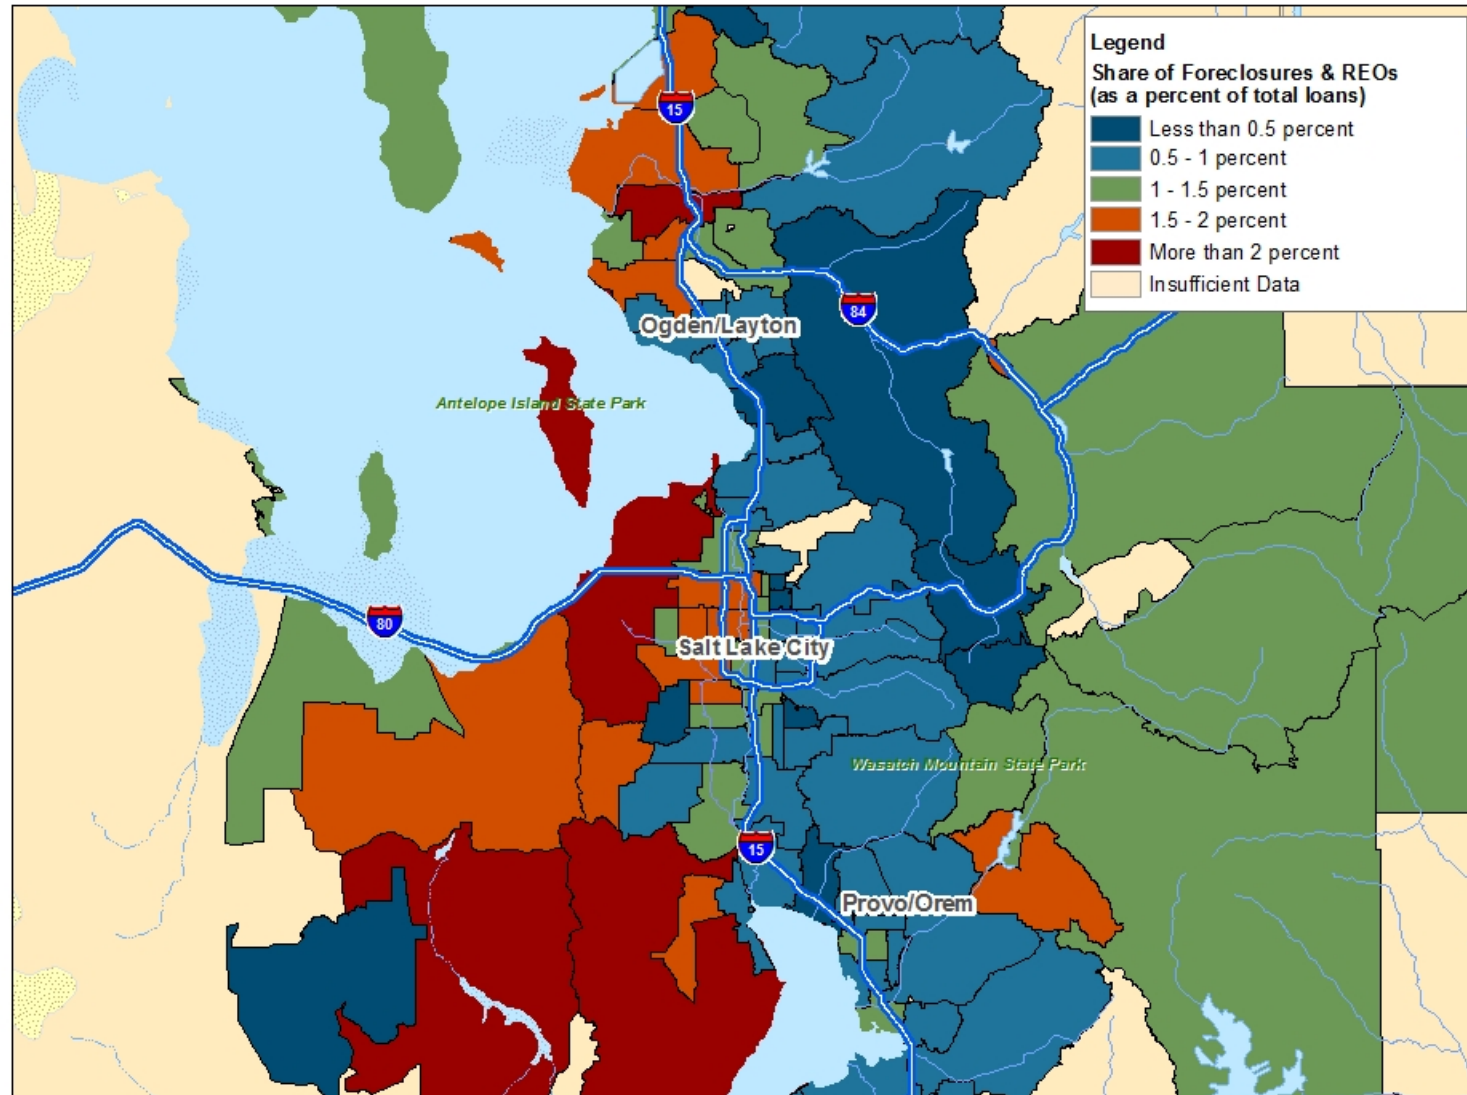 Legend
Share of Foreclosures & REOs
(as a percent of total loans)
Less than 0.5 percent
0.5 - 1 percent
1 - 1.5 percent
1.5 - 2 percent
More than 2 percent
Insufficient Data
15
84
Ogden/Layton
Antelope Island State Park
80
Salt Lake City
Wasatch Mountain State Park
15
Provo/Orem